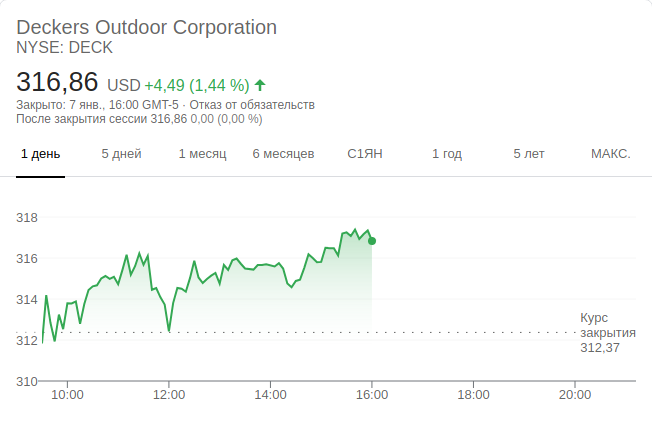 Deckers Outdoor Corporation
NYSE: DECK
316,86 USD +4,49 (1,44 %)
Закрыто: 7 янв., 16:00 GMT-5 · Отказ от обязательств
После закрытия сессии 316,86 0,00 (0,00 %)
1 день 5 дней 1 месяц 6 месяцев С1ЯН 1 год 5 лет МАКС.
318
316
314
Курс
закрытия
312,37
312
310
10:00 12:00 14:00 16:00 18:00 20:00